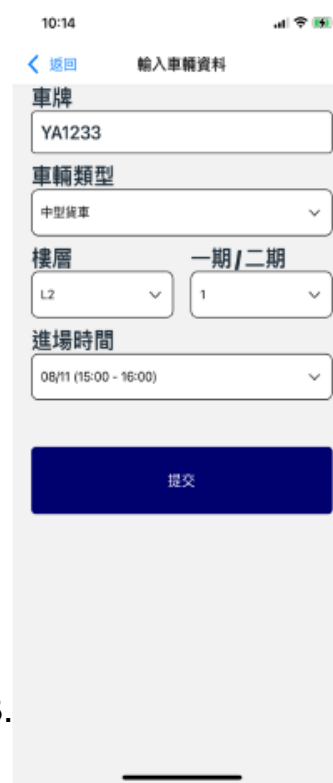 10:14
返回 輸入車輛資料
車牌
YA1233
車輛類型
中型貨車
樓層 一期/二期
L2 1
進場時間
08/11 (15:00 - 16:00)
提交